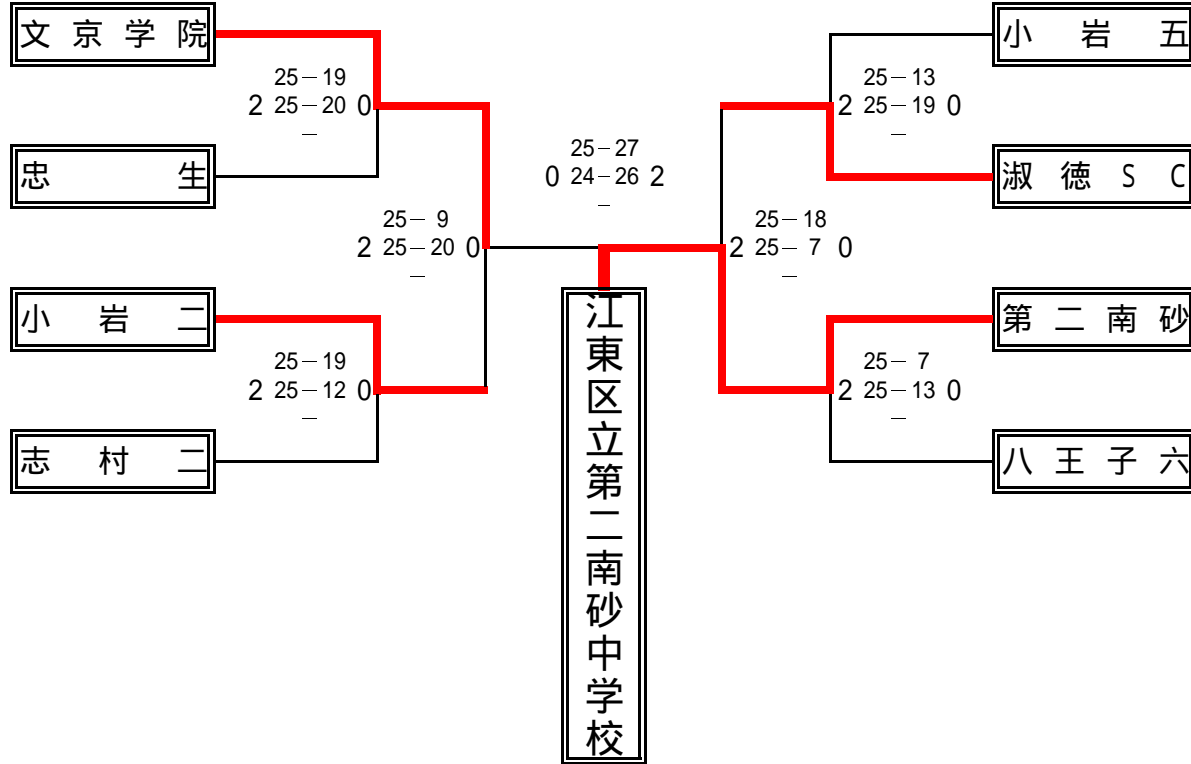 文京学院
小岩五
25－19
2 25－20 0
－
25－13
2 25－19 0
－
忠生
25－27
0 24－26 2
－
淑徳SC
25－ 9
2 25－20 0
－
25－18
2 25－ 7 0
－
小岩二
第二南砂
25－19
2 25－12 0
－
25－ 7
2 25－13 0
－
志村二
八王子六
江東区立第二南砂中学校